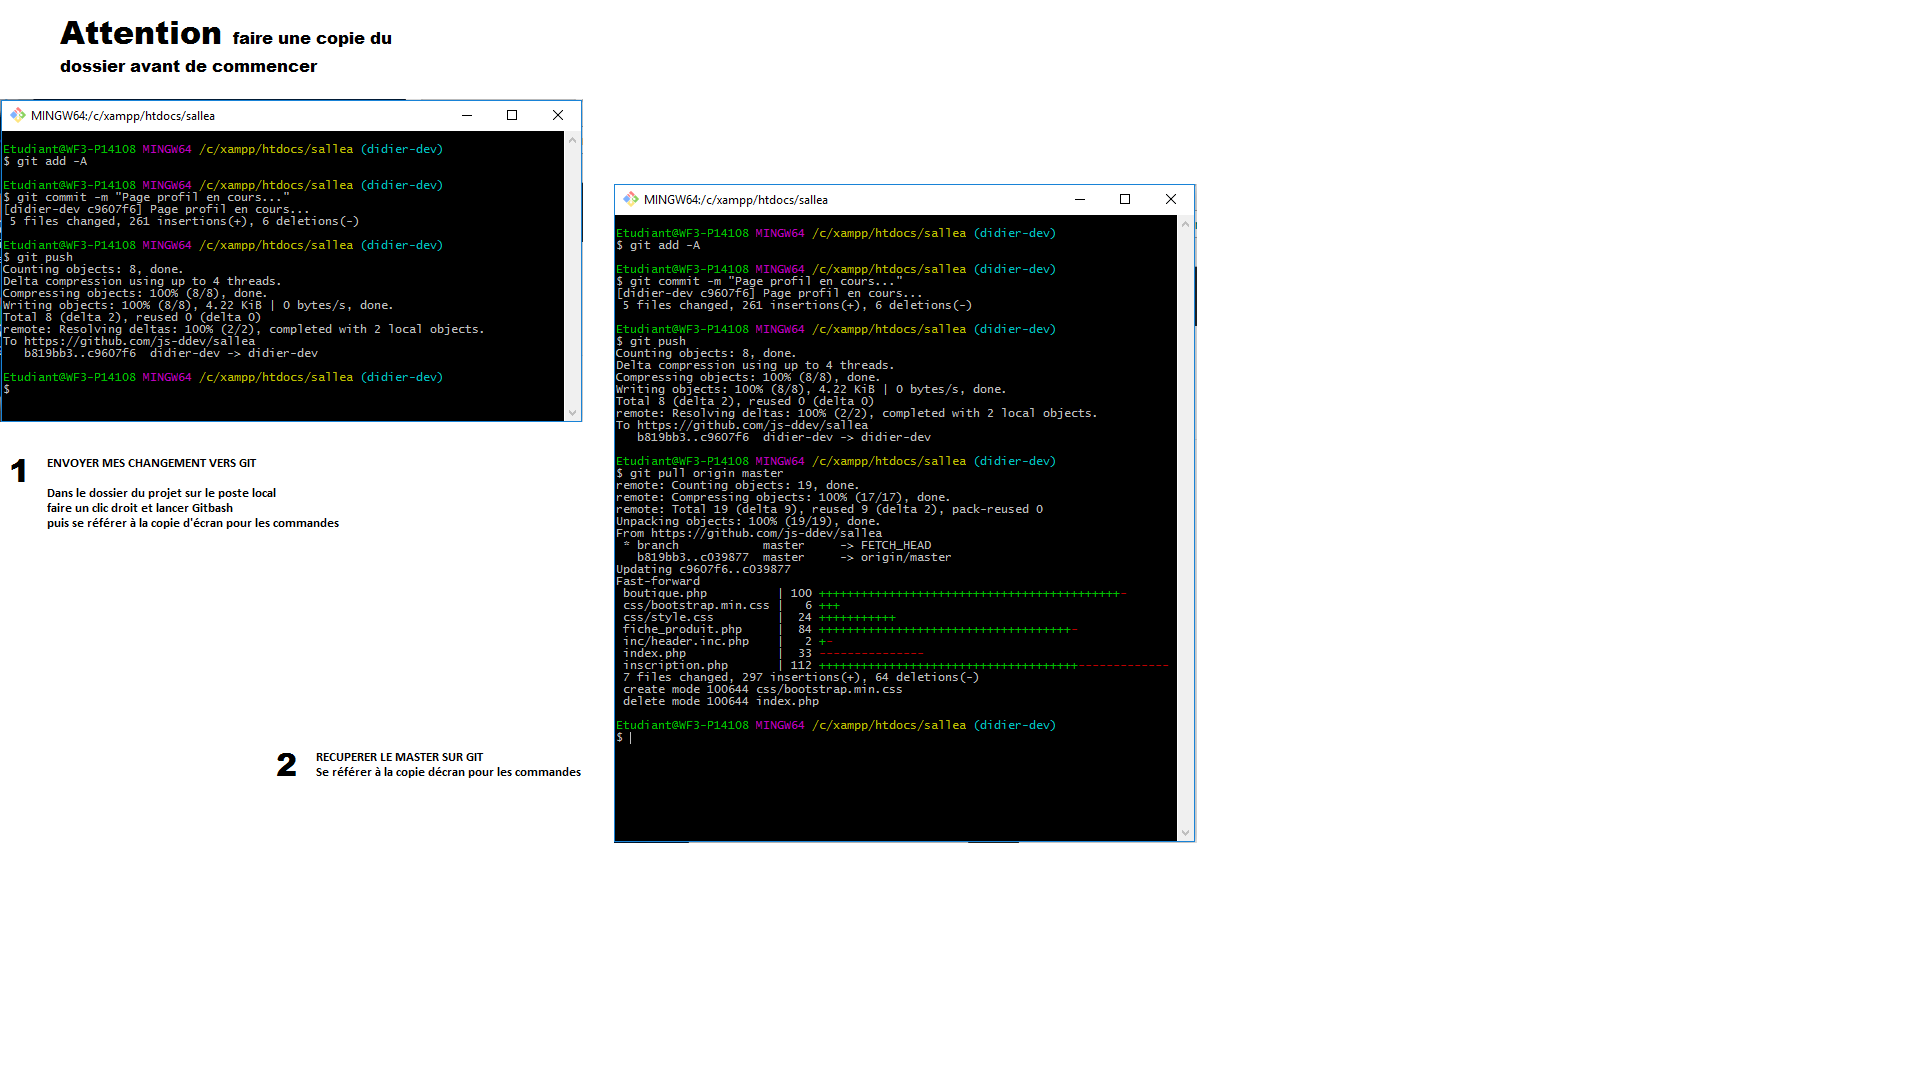 Attention faire une copie du
dossier avant de commencer
MINGW64:/c/xampp/htdocs/sallea
Etudiant@WF3-P14108 MINGW64 /c/xampp/htdocs/sallea (didier-dev)
$ git add -A
Etudiant@WF3-P14108 MINGW64 /c/xampp/htdocs/sallea (didier-dev)
$ git commit -m "Page profil en cours..."
[didier-dev c9607f6] Page profil en cours...
5 files changed, 261 insertions(+), 6 deletions(-)
Etudiant@WF3-P14108 MINGW64 /c/xampp/htdocs/sallea (didier-dev)
$ git push
Counting objects: 8, done.
Delta compression using up to 4 threads.
Compressing objects: 100% (8/8), done.
Writing objects: 100% (8/8), 4.22 KiB | 0 bytes/s, done.
Total 8 (delta 2), reused 0 (delta 0)
remote: Resolving deltas: 100% (2/2), completed with 2 local objects.
To https://github.com/js-ddev/sallea
b819bb3..c9607f6 didier-dev -> didier-dev
Etudiant@WF3-P14108 MINGW64 /c/xampp/htdocs/sallea (didier-dev)
$
1 ENVOYER MES CHANGEMENT VERS GIT
Dans le dossier du projet sur le poste local
faire un clic droit et lancer Gitbash
puis se référer à la copie d'écran pour les commandes
2 RECUPERER LE MASTER SUR GIT
Se référer à la copie décran pour les commandes
MINGW64:/c/xampp/htdocs/sallea
Etudiant@WF3-P14108 MINGW64 /c/xampp/htdocs/sallea (didier-dev)
$ git add -A
Etudiant@WF3-P14108 MINGW64 /c/xampp/htdocs/sallea (didier-dev)
$ git commit -m "Page profil en cours..."
[didier-dev c9607f6] Page profil en cours...
5 files changed, 261 insertions(+), 6 deletions(-)
Etudiant@WF3-P14108 MINGW64 /c/xampp/htdocs/sallea (didier-dev)
$ git push
Counting objects: 8, done.
Delta compression using up to 4 threads.
Compressing objects: 100% (8/8), done.
Writing objects: 100% (8/8), 4.22 KiB | 0 bytes/s, done.
Total 8 (delta 2), reused 0 (delta 0)
remote: Resolving deltas: 100% (2/2), completed with 2 local objects.
To https://github.com/js-ddev/sallea
b819bb3..c9607f6 didier-dev -> didier-dev
Etudiant@WF3-P14108 MINGW64 /c/xampp/htdocs/sallea (didier-dev)
$ git pull origin master
remote: Counting objects: 19, done.
remote: Compressing objects: 100% (17/17), done.
remote: Total 19 (delta 9), reused 9 (delta 2), pack-reused 0
Unpacking objects: 100% (19/19), done.
From https://github.com/js-ddev/sallea
* branch master -> FETCH_HEAD
b819bb3..c039877 master -> origin/master
Updating c9607f6..c039877
Fast-forward
boutique.php | 100 +++++++++++++++++++++++++++++++++++++++++++-
css/bootstrap.min.css | 6 +++
css/style.css | 24 +++++++++++
fiche_produit.php | 84 ++++++++++++++++++++++++++++++++++++-
inc/header.inc.php | 2 +-
index.php | 33 ---------------
inscription.php | 112 +++++++++++++++++++++++++++++++++++++-------------
7 files changed, 297 insertions(+), 64 deletions(-)
create mode 100644 css/bootstrap.min.css
delete mode 100644 index.php
Etudiant@WF3-P14108 MINGW64 /c/xampp/htdocs/sallea (didier-dev)
$